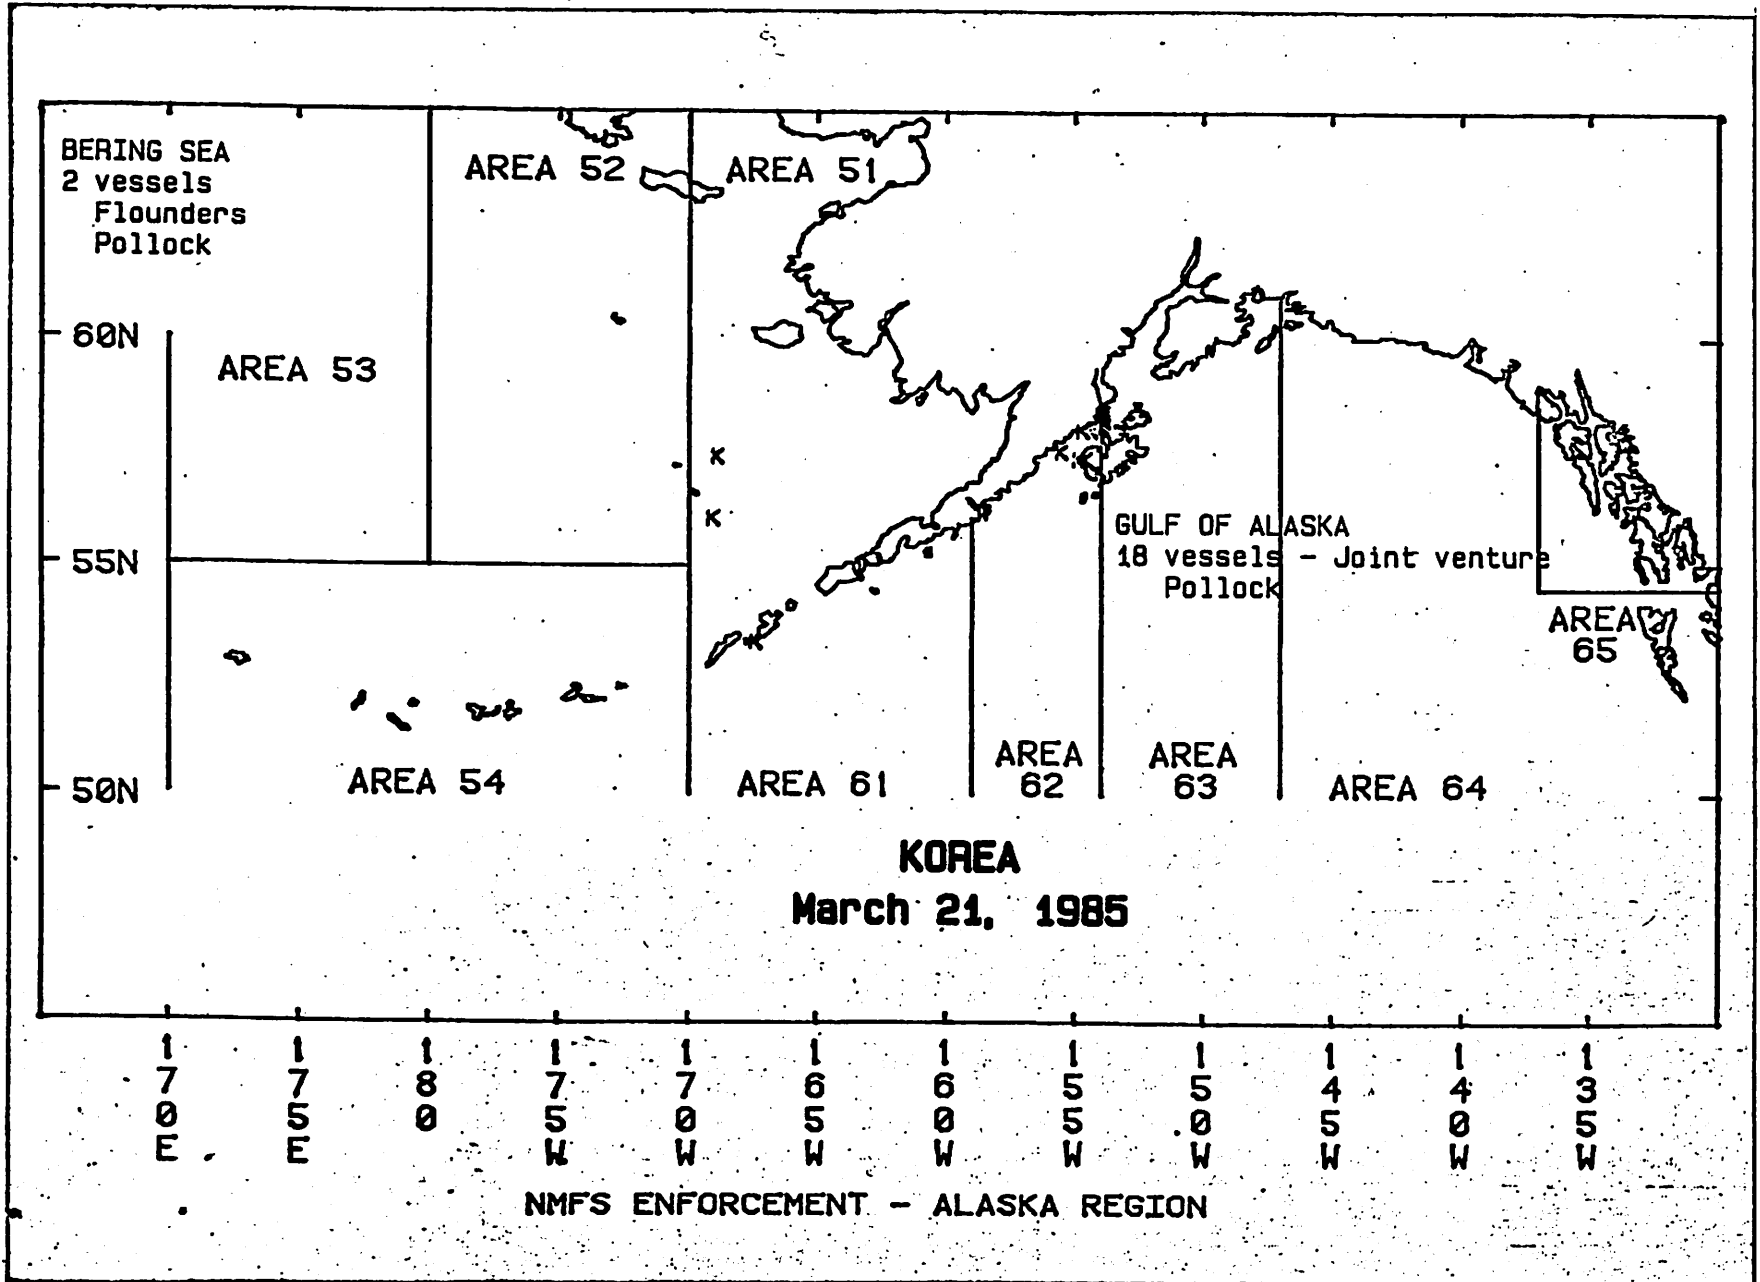 BERING SEA
2 vessels
Flounders
Pollock
AREA 52
AREA 51
60N
AREA 53
K
K
K
GULF OF ALASKA
55N
18 vessels - Joint venture
Pollock
AREA
65
K
AREA
62
AREA
63
50N
AREA 54
AREA 61
AREA 64
KOREA
March 21, 1985
170E
175E
180
175W
170W
165W
160W
155W
150W
145W
140W
135W
NMFS ENFORCEMENT - ALASKA REGION